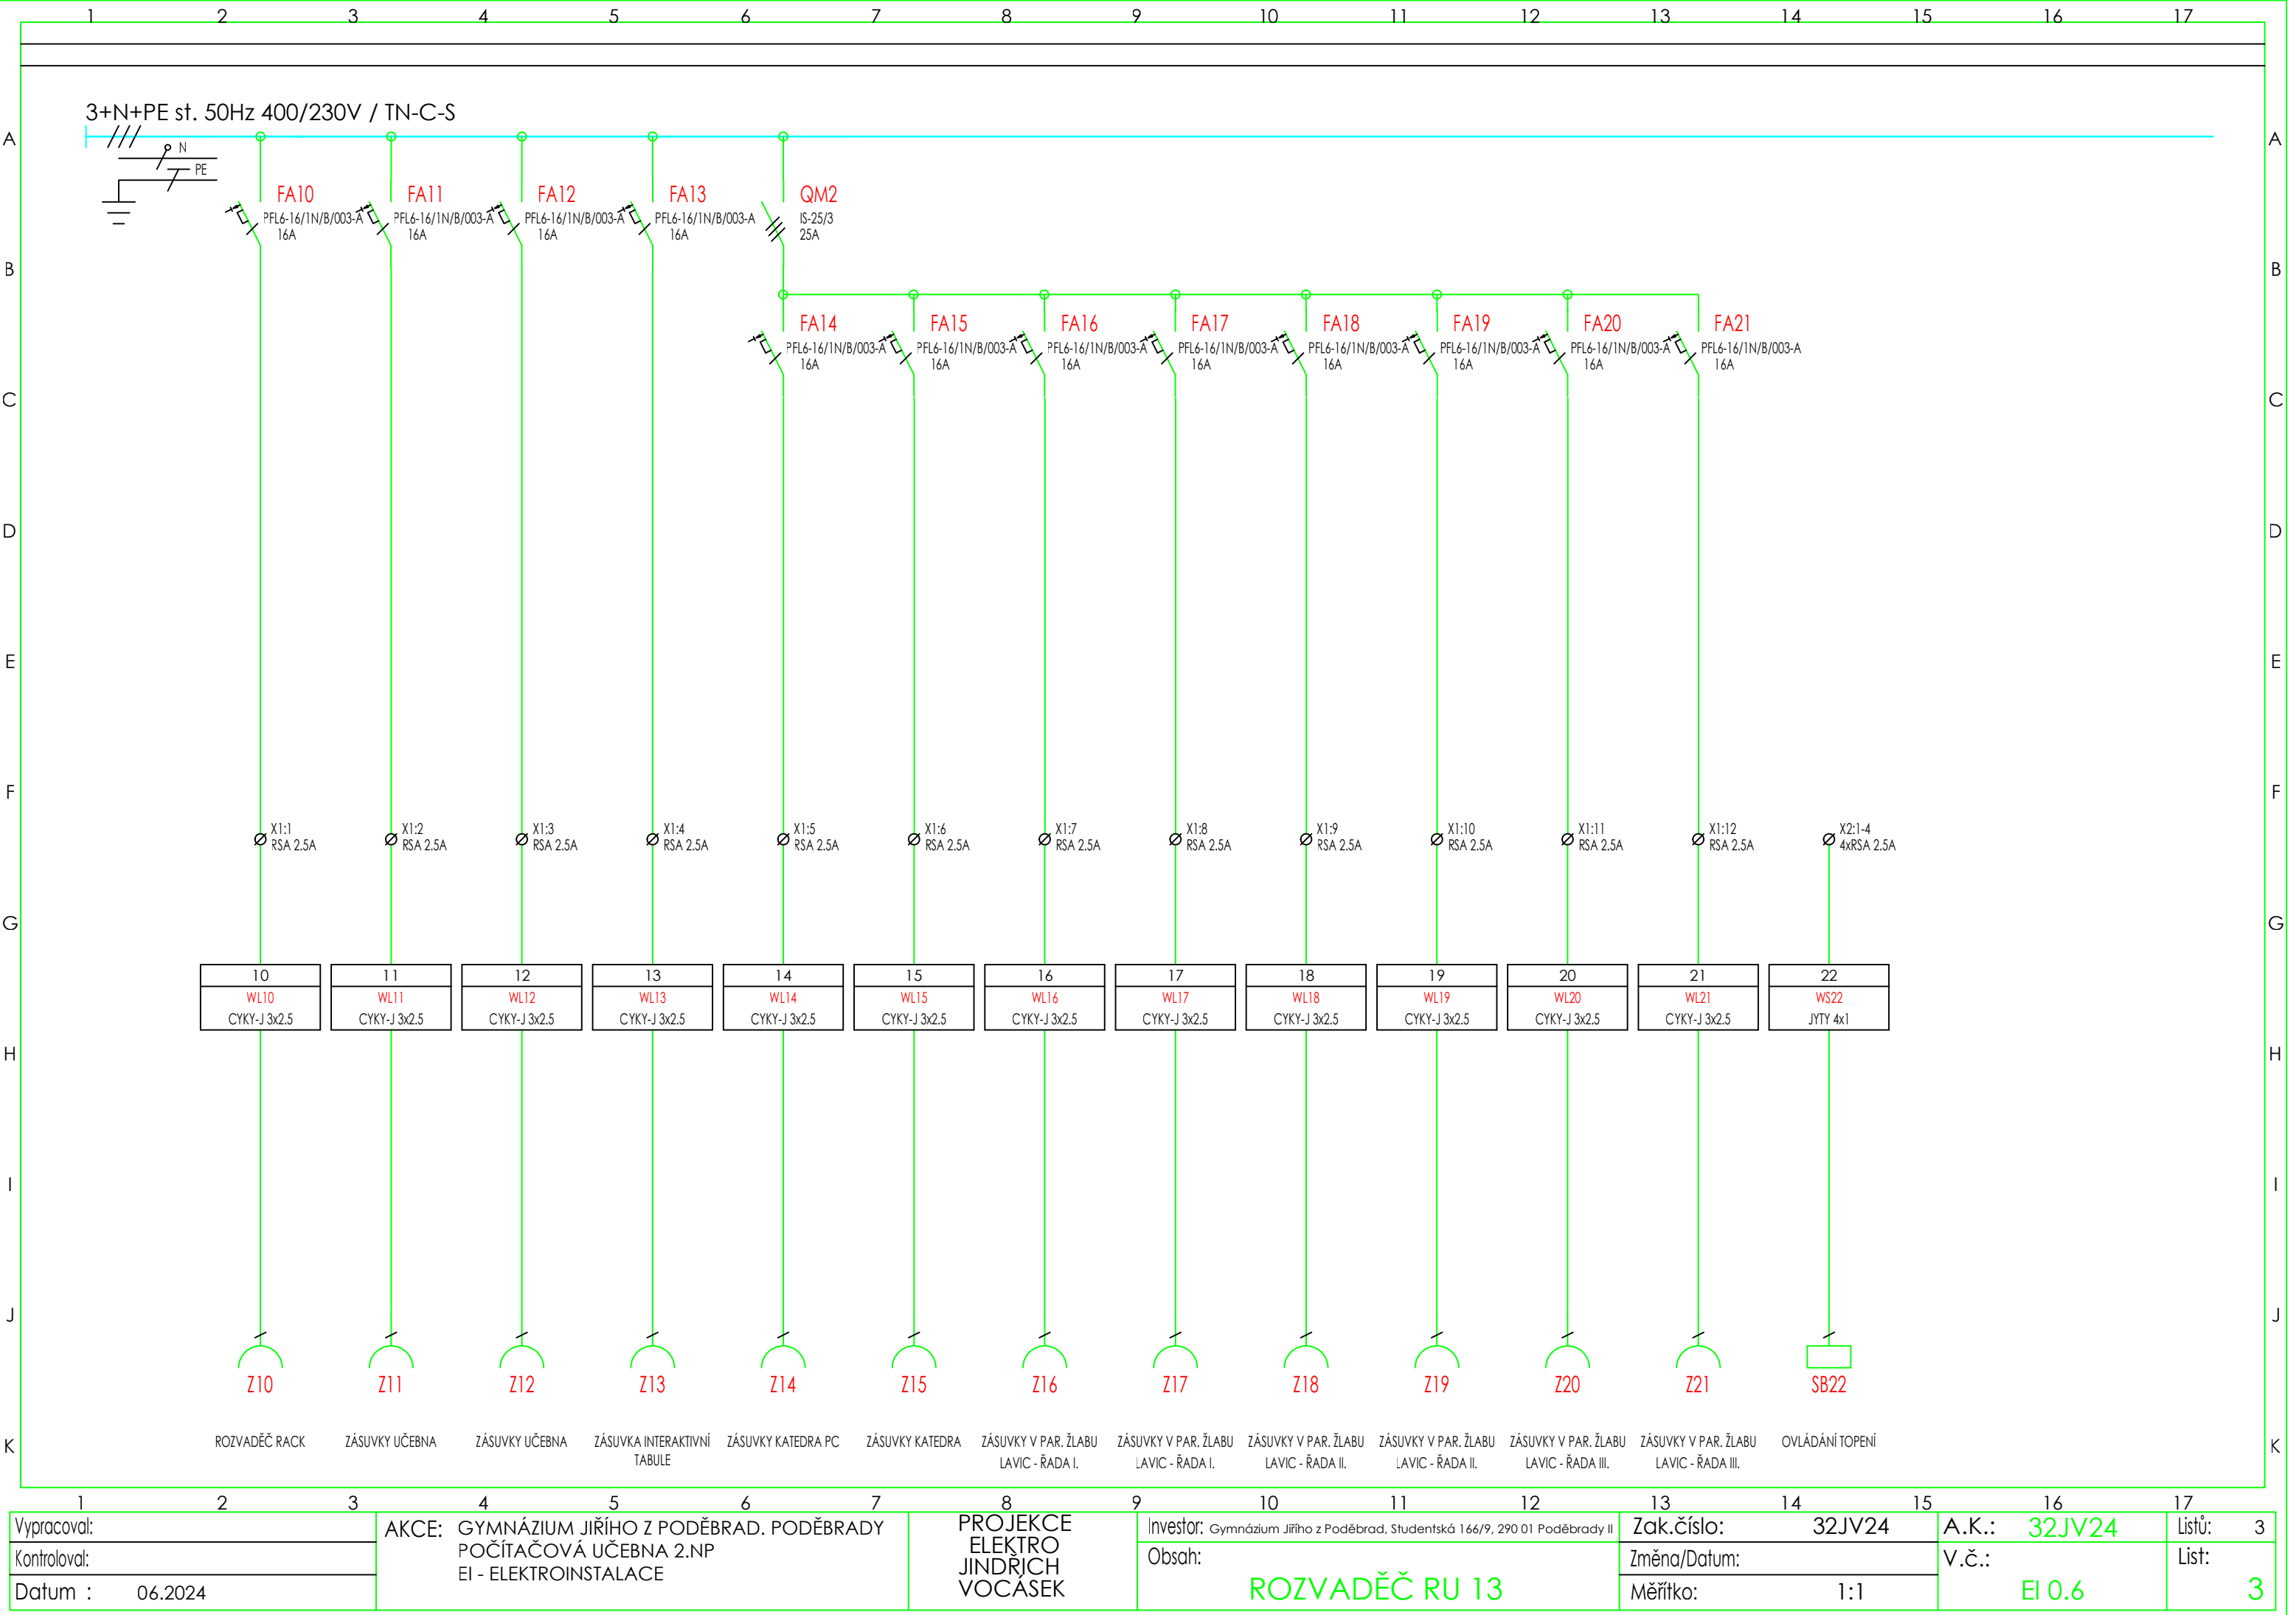 1 2 3 4 5 6 7 8 9 10 11 12 13 14 15 16 17
3+N+PE st. 50Hz 400/230V / TN-C-S
A A
N
PE
FA10 FA11 FA12 FA13 QM2
PFL6-16/1N/B/003-A PFL6-16/1N/B/003-A PFL6-16/1N/B/003-A PFL6-16/1N/B/003-A IS-25/3
16A 16A 16A 16A 25A
B B
FA14 FA15 FA16 FA17 FA18 FA19 FA20 FA21
PFL6-16/1N/B/003-A PFL6-16/1N/B/003-A PFL6-16/1N/B/003-A PFL6-16/1N/B/003-A PFL6-16/1N/B/003-A PFL6-16/1N/B/003-A PFL6-16/1N/B/003-A PFL6-16/1N/B/003-A
16A 16A 16A 16A 16A 16A 16A 16A
C C
D D
E E
F F
X1:1 X1:2 X1:3 X1:4 X1:5 X1:6 X1:7 X1:8 X1:9 X1:10 X1:11 X1:12 X2:1-4
RSA 2.5A RSA 2.5A RSA 2.5A RSA 2.5A RSA 2.5A RSA 2.5A RSA 2.5A RSA 2.5A RSA 2.5A RSA 2.5A RSA 2.5A RSA 2.5A 4xRSA 2.5A
G G
10 11 12 13 14 15 16 17 18 19 20 21 22
WL10 WL11 WL12 WL13 WL14 WL15 WL16 WL17 WL18 WL19 WL20 WL21 WS22
CYKY-J 3x2.5 CYKY-J 3x2.5 CYKY-J 3x2.5 CYKY-J 3x2.5 CYKY-J 3x2.5 CYKY-J 3x2.5 CYKY-J 3x2.5 CYKY-J 3x2.5 CYKY-J 3x2.5 CYKY-J 3x2.5 CYKY-J 3x2.5 CYKY-J 3x2.5 JYTY 4x1
H H
I I
J J
Z10 Z11 Z12 Z13 Z14 Z15 Z16 Z17 Z18 Z19 Z20 Z21 SB22
K K
ROZVADĚČ RACK ZÁSUVKY UČEBNA ZÁSUVKY UČEBNA ZÁSUVKA INTERAKTIVNÍ ZÁSUVKY KATEDRA PC ZÁSUVKY KATEDRA ZÁSUVKY V PAR. ŽLABU ZÁSUVKY V PAR. ŽLABU ZÁSUVKY V PAR. ŽLABU ZÁSUVKY V PAR. ŽLABU ZÁSUVKY V PAR. ŽLABU ZÁSUVKY V PAR. ŽLABU OVLÁDÁNÍ TOPENÍ
TABULE LAVIC - ŘADA I. LAVIC - ŘADA I. LAVIC - ŘADA II. LAVIC - ŘADA II. LAVIC - ŘADA III. LAVIC - ŘADA III.
1 2 3 4 5 6 7 8 9 10 11 12 13 14 15 16 17
Vypracoval:
Kontroloval:
Datum : 06.2024
AKCE: GYMNÁZIUM JIŘÍHO Z PODĚBRAD. PODĚBRADY
POČÍTAČOVÁ UČEBNA 2.NP
EI - ELEKTROINSTALACE
PROJEKCE
ELEKTRO
JINDŘICH
VOCÁSEK
Investor: Gymnázium Jiřího z Poděbrad, Studentská 166/9, 290 01 Poděbrady II
Obsah:
ROZVADĚČ RU 13
Zak.číslo: 32JV24
Změna/Datum:
Měřítko: 1:1
A.K.: 32JV24
V.č.:
EI 0.6
Listů: 3
List:
3